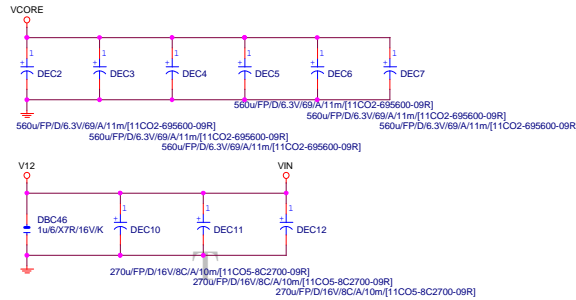 VCORE
1 1 1 1 1 1
+ DEC2 + DEC3 + DEC4 + DEC5 + DEC6 + DEC7
560u/FP/D/6.3V/69/A/11m/[11CO2-695600-09R]
560u/FP/D/6.3V/69/A/11m/[11CO2-695600-09R]
560u/FP/D/6.3V/69/A/11m/[11CO2-695600-09R]
560u/FP/D/6.3V/69/A/11m/[11CO2-695600-09R]
560u/FP/D/6.3V/69/A/11m/[11CO2-695600-09R]
560u/FP/D/6.3V/69/A/11m/[11CO2-695600-09R]
V12 VIN
1 1 1
DBC46
1u/6/X7R/16V/K
+ DEC10 + DEC11 + DEC12
T
270u/FP/D/16V/8C/A/10m/[11CO5-8C2700-09R]
270u/FP/D/16V/8C/A/10m/[11CO5-8C2700-09R]
270u/FP/D/16V/8C/A/10m/[11CO5-8C2700-09R]